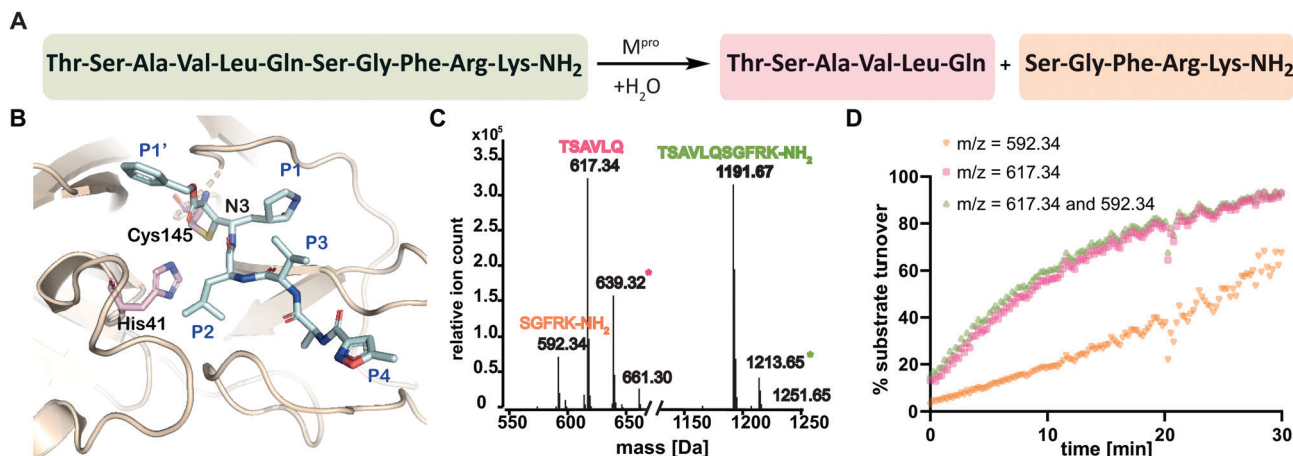 A
Thr-Ser-Ala-Val-Leu-Gln-Ser-Gly-Phe-Arg-Lys-NH2
Mpro
+H2O
Thr-Ser-Ala-Val-Leu-Gln
+
Ser-Gly-Phe-Arg-Lys-NH2
B
P1'
P1
N3
Cys145
P3
His41
P2
P4
C
x10^5
3.5
3.0
2.5
2.0
1.5
1.0
0.5
0
relative ion count
TSAVLQ
617.34
TSAVLQSGFRK-NH2
1191.67
639.32 *
SGFRK-NH2
592.34
661.30
1213.65 *
1251.65
550
600
650
1150
1200
1250
mass [Da]
D
m/z = 592.34
m/z = 617.34
m/z = 617.34 and 592.34
100
80
60
40
20
0
% substrate turnover
0
10
20
30
time [min]